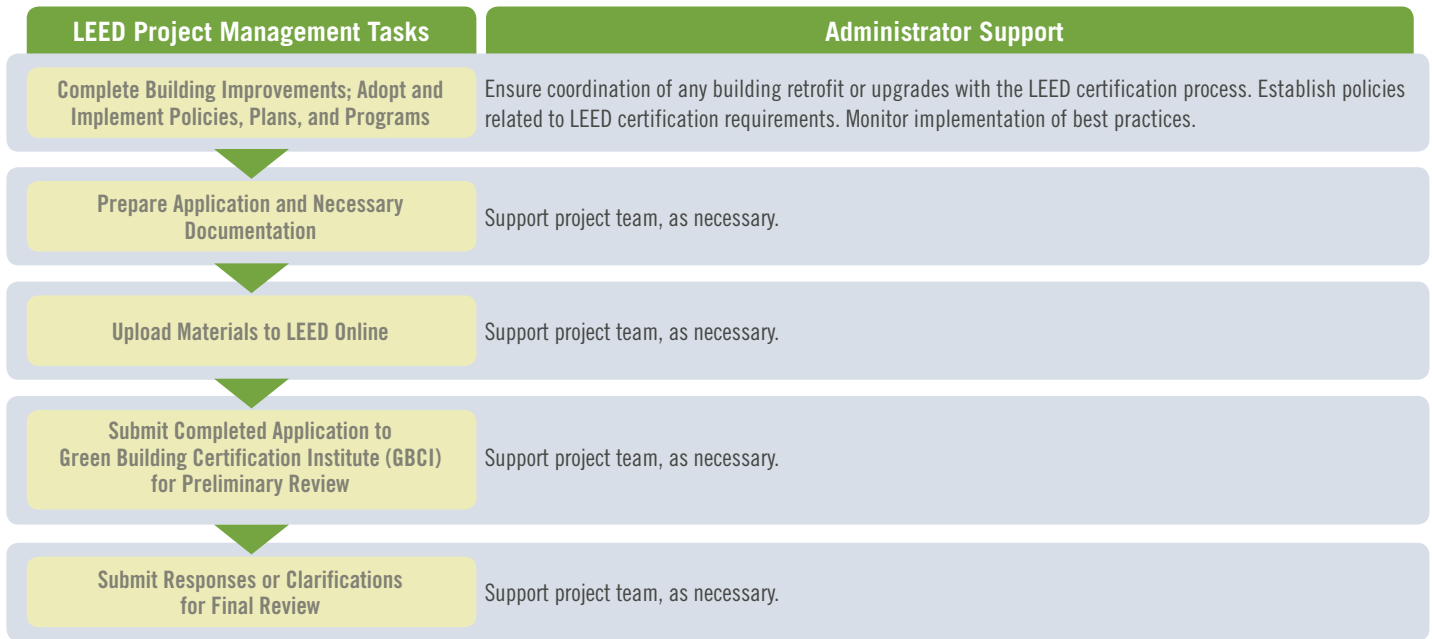 LEED Project Management Tasks
Administrator Support
Complete Building Improvements; Adopt and
Implement Policies, Plans, and Programs
Ensure coordination of any building retrofit or upgrades with the LEED certification process. Establish policies
related to LEED certification requirements. Monitor implementation of best practices.
Prepare Application and Necessary
Documentation
Support project team, as necessary.
Upload Materials to LEED Online
Support project team, as necessary.
Submit Completed Application to
Green Building Certification Institute (GBCI)
for Preliminary Review
Support project team, as necessary.
Submit Responses or Clarifications
for Final Review
Support project team, as necessary.